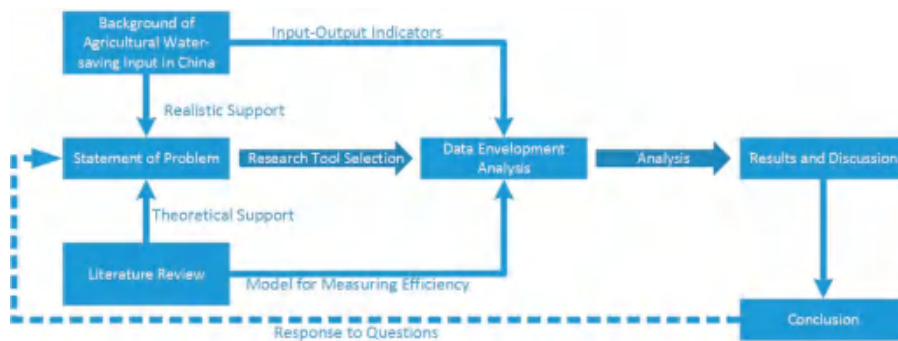 Background of
Agricultural Water-
saving Input in China
Input-Output Indicators
Realistic Support
Statement of Problem
Research Tool Selection
Data Envelopment
Analysis
Analysis
Results and Discussion
Theoretical Support
Literature Review
Model for Measuring Efficiency
Conclusion
Response to Questions